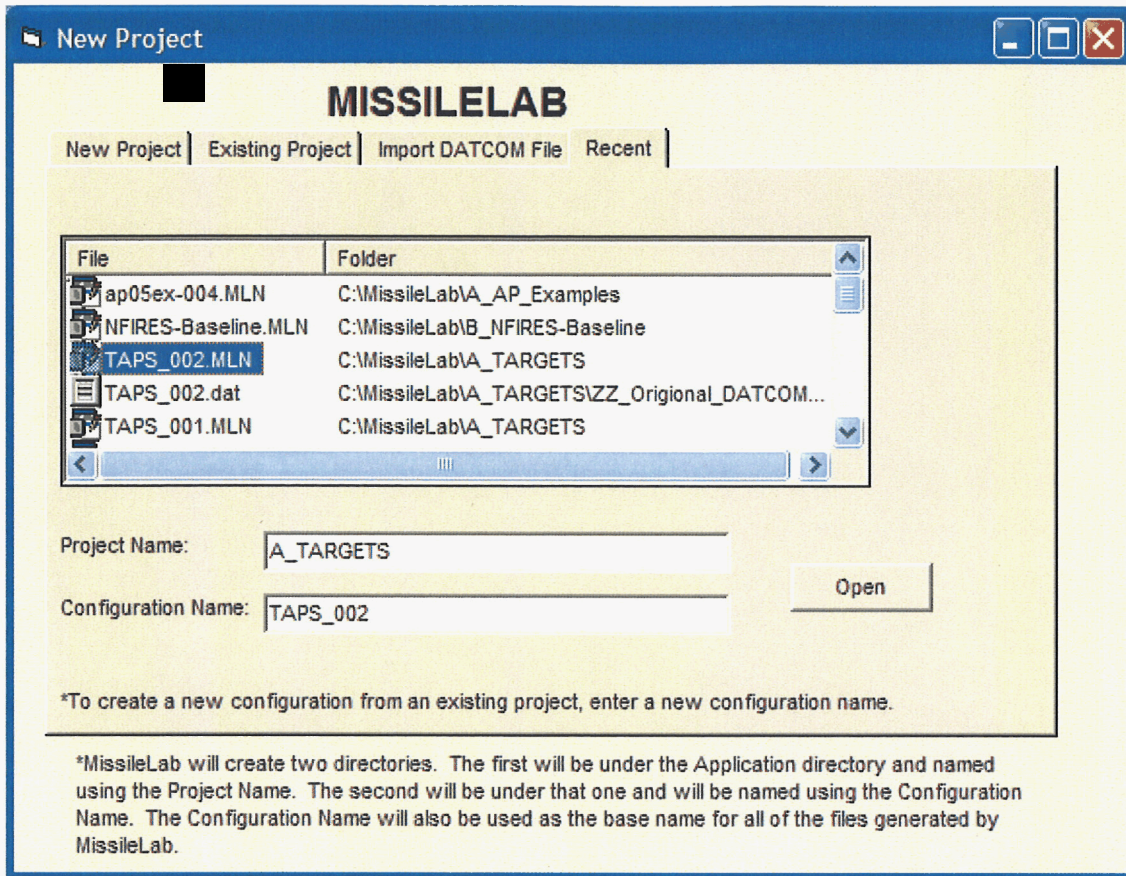 New Project
MISSILELAB
New Project Existing Project Import DATCOM File Recent
File Folder
ap05ex-004.MLN C:\MissileLab\A_AP_Examples
NFIRES-Baseline.MLN C:\MissileLab\B_NFIRES-Baseline
TAPS_002.MLN C:\MissileLab\A_TARGETS
TAPS_002.dat C:\MissileLab\A_TARGETS\ZZ_Origional_DATCOM...
TAPS_001.MLN C:\MissileLab\A_TARGETS
Project Name: A_TARGETS
Open
Configuration Name: TAPS_002
*To create a new configuration from an existing project, enter a new configuration name.
*MissileLab will create two directories. The first will be under the Application directory and named
using the Project Name. The second will be under that one and will be named using the Configuration
Name. The Configuration Name will also be used as the base name for all of the files generated by
MissileLab.